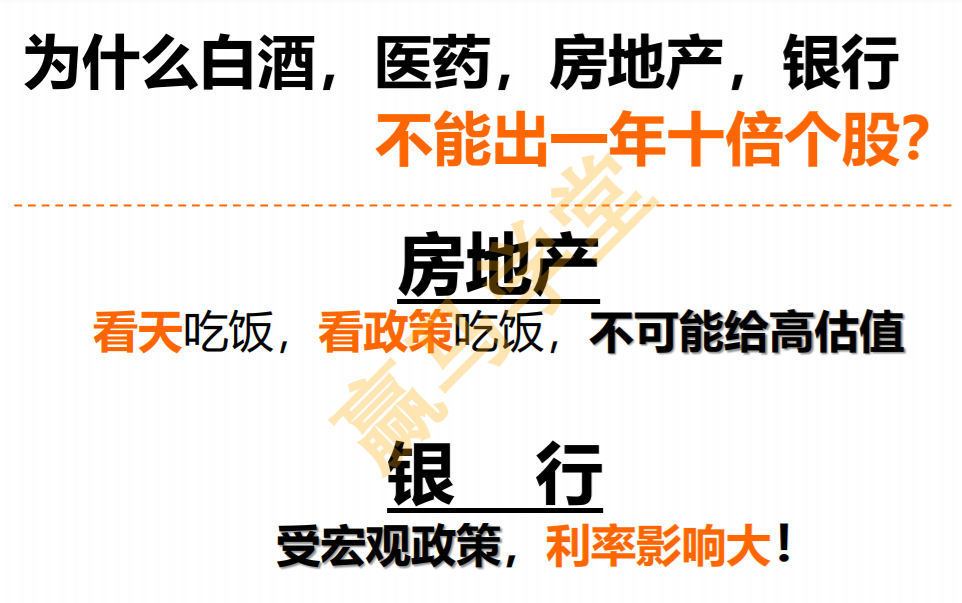 为什么白酒，医药，房地产，银行
不能出一年十倍个股？
房地产
看天吃饭，看政策吃饭，不可能给高估值
银 行
受宏观政策，利率影响大！
赢马学堂